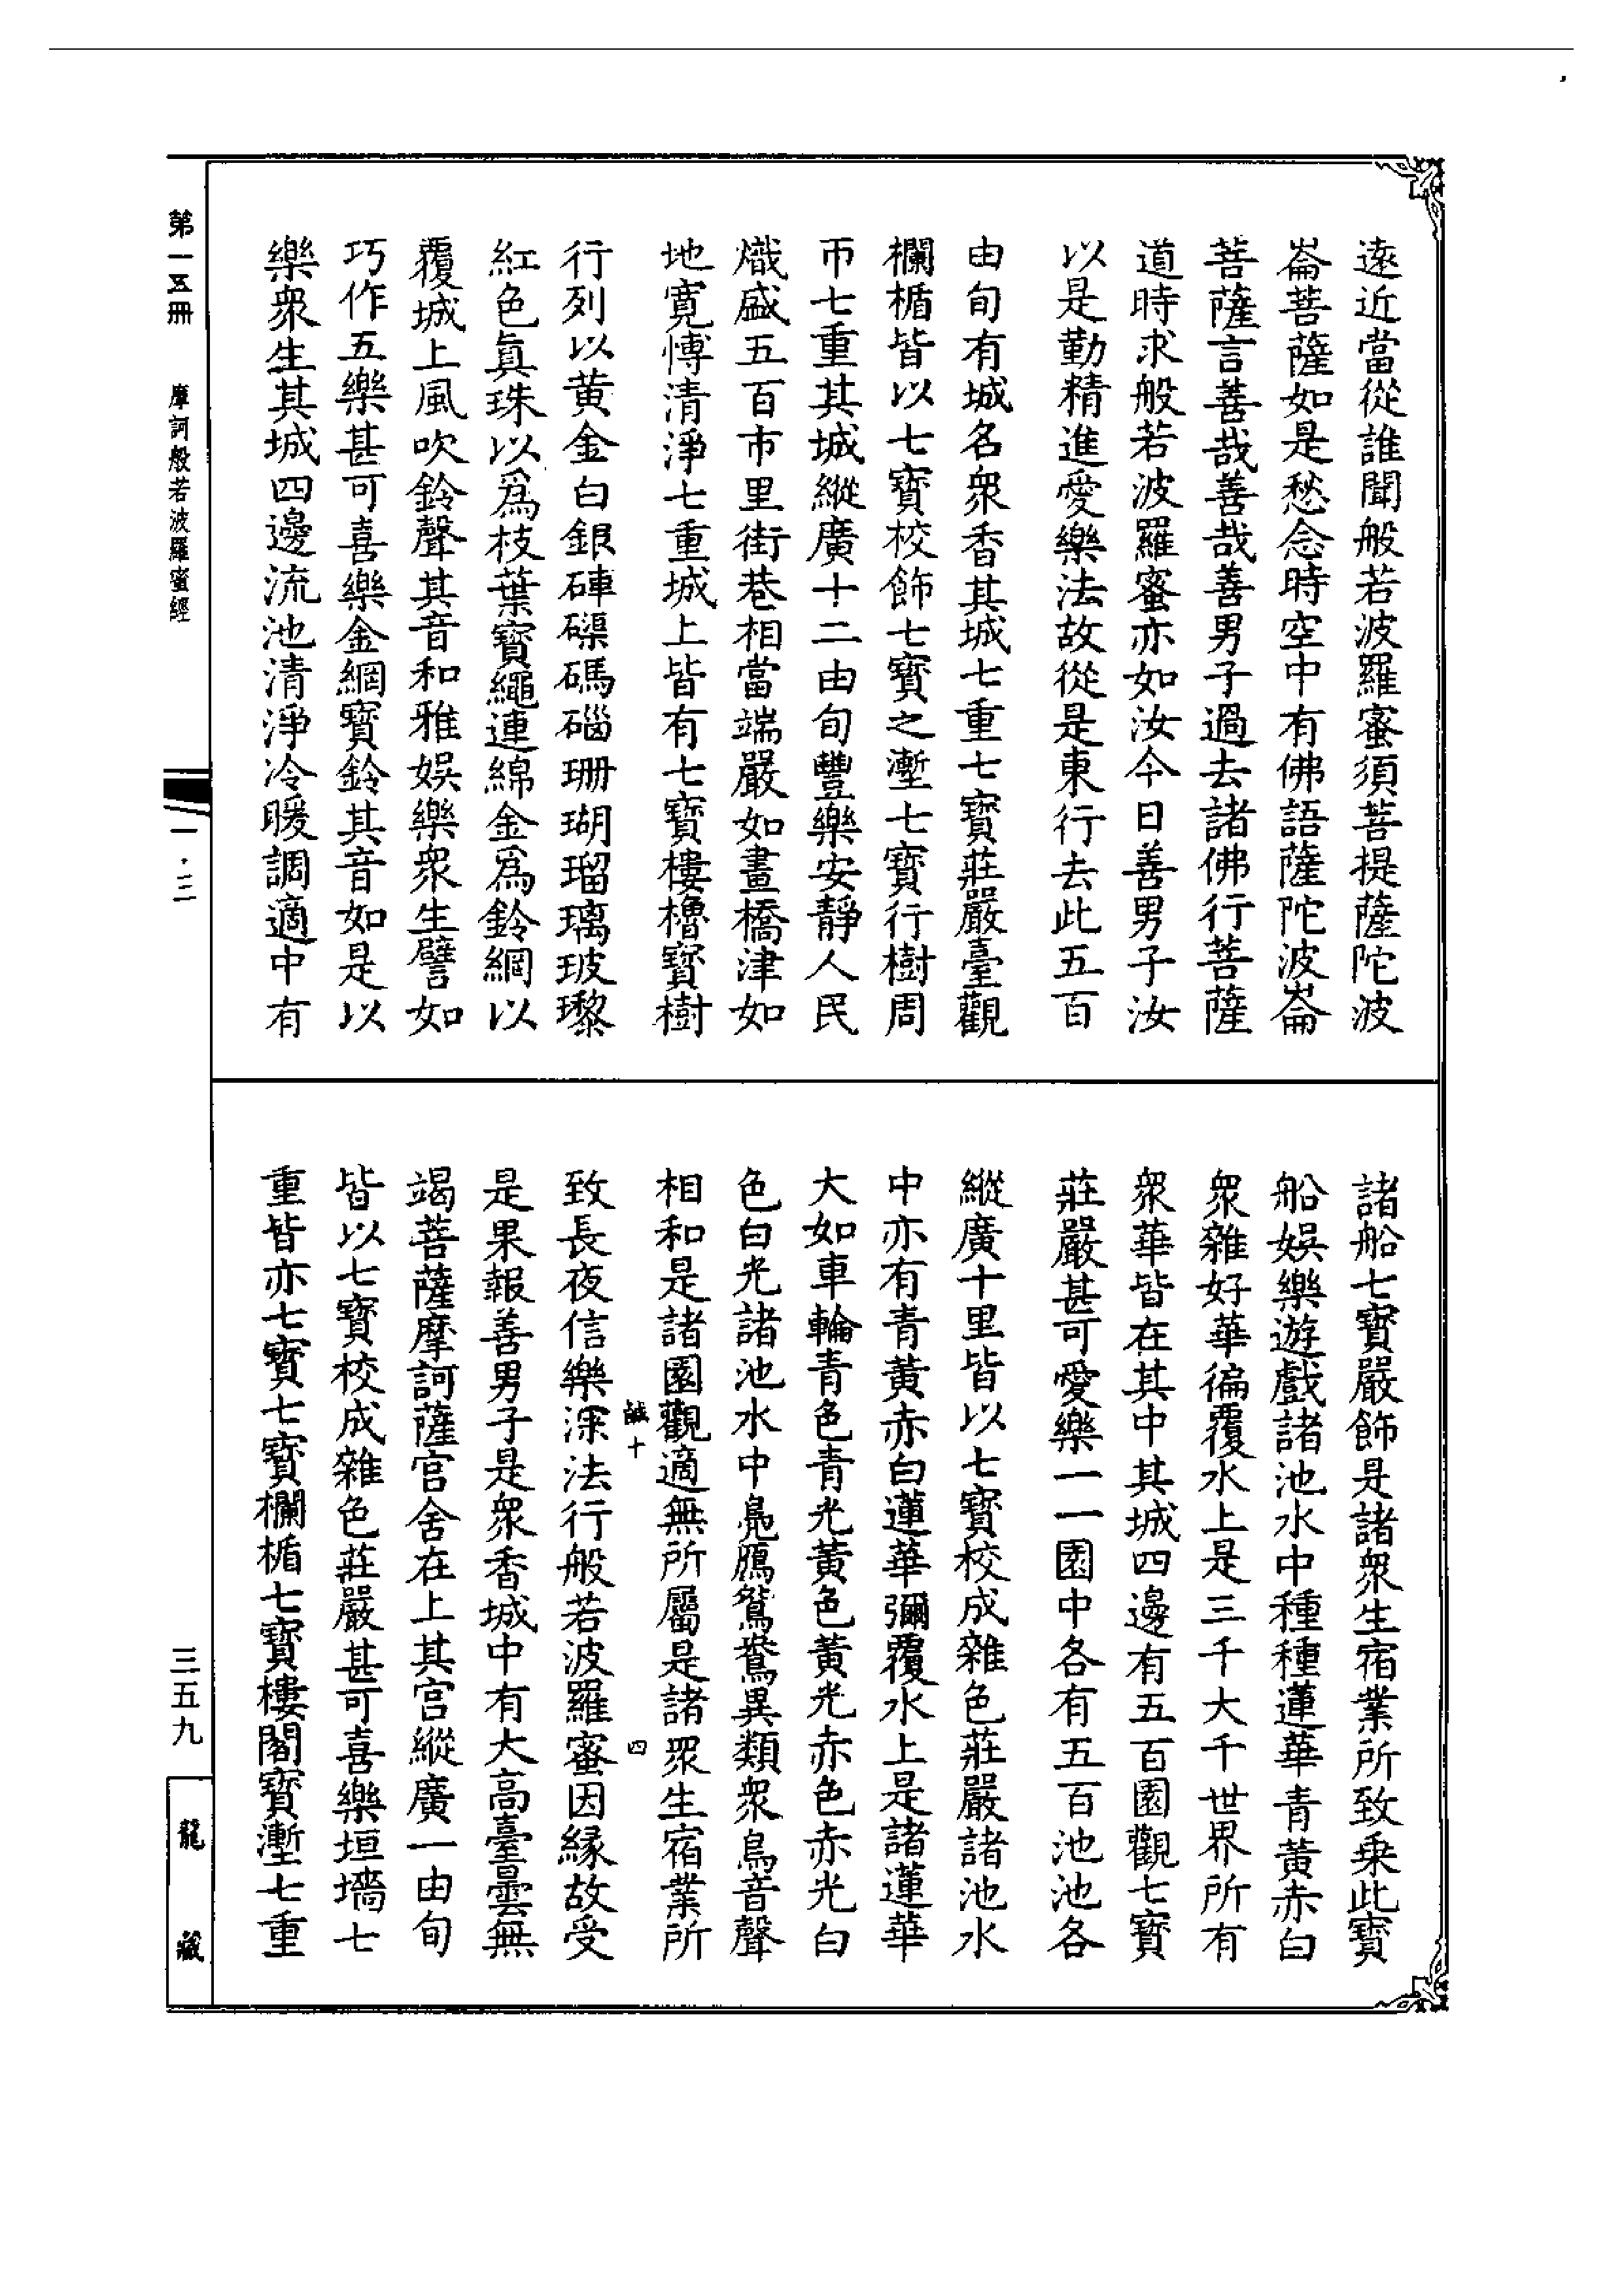 遠近當從誰聞般若波羅蜜須菩提薩陀波
崙菩薩如是愁念時空中有佛語薩陀波崙
菩薩言善哉善哉善男子過去諸佛行菩薩
道時求般若波羅蜜亦如汝今日善男子汝
以是勤精進愛樂法故從是東行去此五百
由旬有城名衆香其城七重七寶莊嚴臺觀
欄楯皆以七寶校飾七寶之塹七寶行樹周
帀七重其城縱廣十二由旬豐樂安靜人民
熾盛五百市里街巷相當端嚴如畫橋津如
地寬博清淨七重城上皆有七寶樓櫓寶樹
行列以黃金白銀硨磲碼碯珊瑚瑠璃玻瓈
紅色真珠以爲枝葉寶繩連綿金爲鈴網以
覆城上風吹鈴聲其音和雅娛樂衆生譬如
巧作五樂甚可喜樂金網寶鈴其音如是以
樂衆生其城四邊流池清淨冷暖調適中有
諸船七寶嚴飾是諸衆生宿業所致乘此寶
船娛樂遊戲諸池水中種種蓮華青黃赤白
衆雜好華徧覆水上是三千大千世界所有
衆華皆在其中其城四邊有五百園觀七寶
莊嚴甚可愛樂一一園中各有五百池池各
縱廣十里皆以七寶校成雜色莊嚴諸池水
中亦有青黃赤白蓮華彌覆水上是諸蓮華
大如車輪青色青光黃色黃光赤色赤光白
色白光諸池水中鳧鴈鴛鴦異類衆鳥音聲
相和是諸園觀適無所屬是諸衆生宿業所
誠十
四
致長夜信樂深法行般若波羅蜜因緣故受
是果報善男子是衆香城中有大高臺曇無
竭菩薩摩訶薩宮舍在上其宮縱廣一由旬
皆以七寶校成雜色莊嚴甚可喜樂垣墻七
重皆亦七寶七寶欄楯七寶樓閣寶塹七重
第一五冊
摩訶般若波羅蜜經
一·三
三五九
龍藏